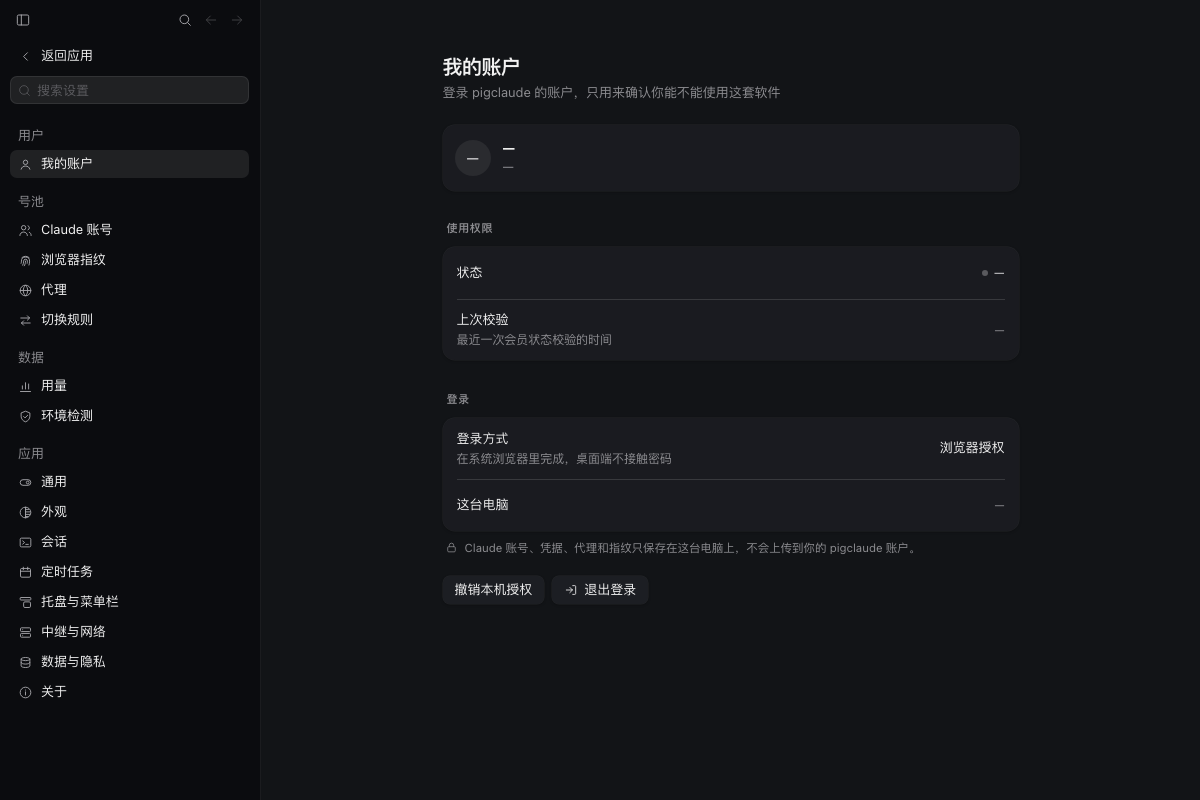 返回应用
搜索设置
用户
我的账户
号池
Claude 账号
浏览器指纹
代理
切换规则
数据
用量
环境检测
应用
通用
外观
会话
定时任务
托盘与菜单栏
中继与网络
数据与隐私
关于
我的账户
登录 pigclaude 的账户，只用来确认你能不能使用这套软件
—
—
—
使用权限
状态
—
上次校验
最近一次会员状态校验的时间
—
登录
登录方式
在系统浏览器里完成，桌面端不接触密码
浏览器授权
这台电脑
—
Claude 账号、凭据、代理和指纹只保存在这台电脑上，不会上传到你的 pigclaude 账户。
撤销本机授权
退出登录